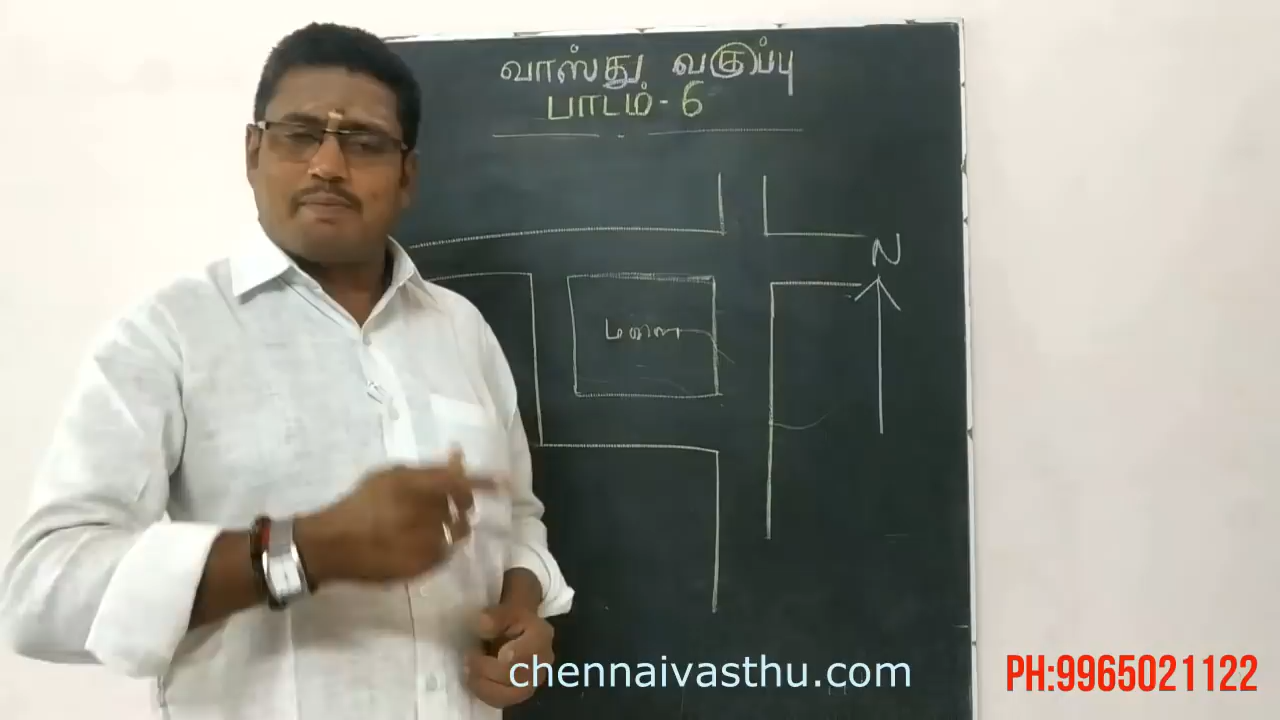 வாஸ்து வகுப்பு
பாடம்- 6
N
மனை
chennaivasthu.com
PH:9965021122